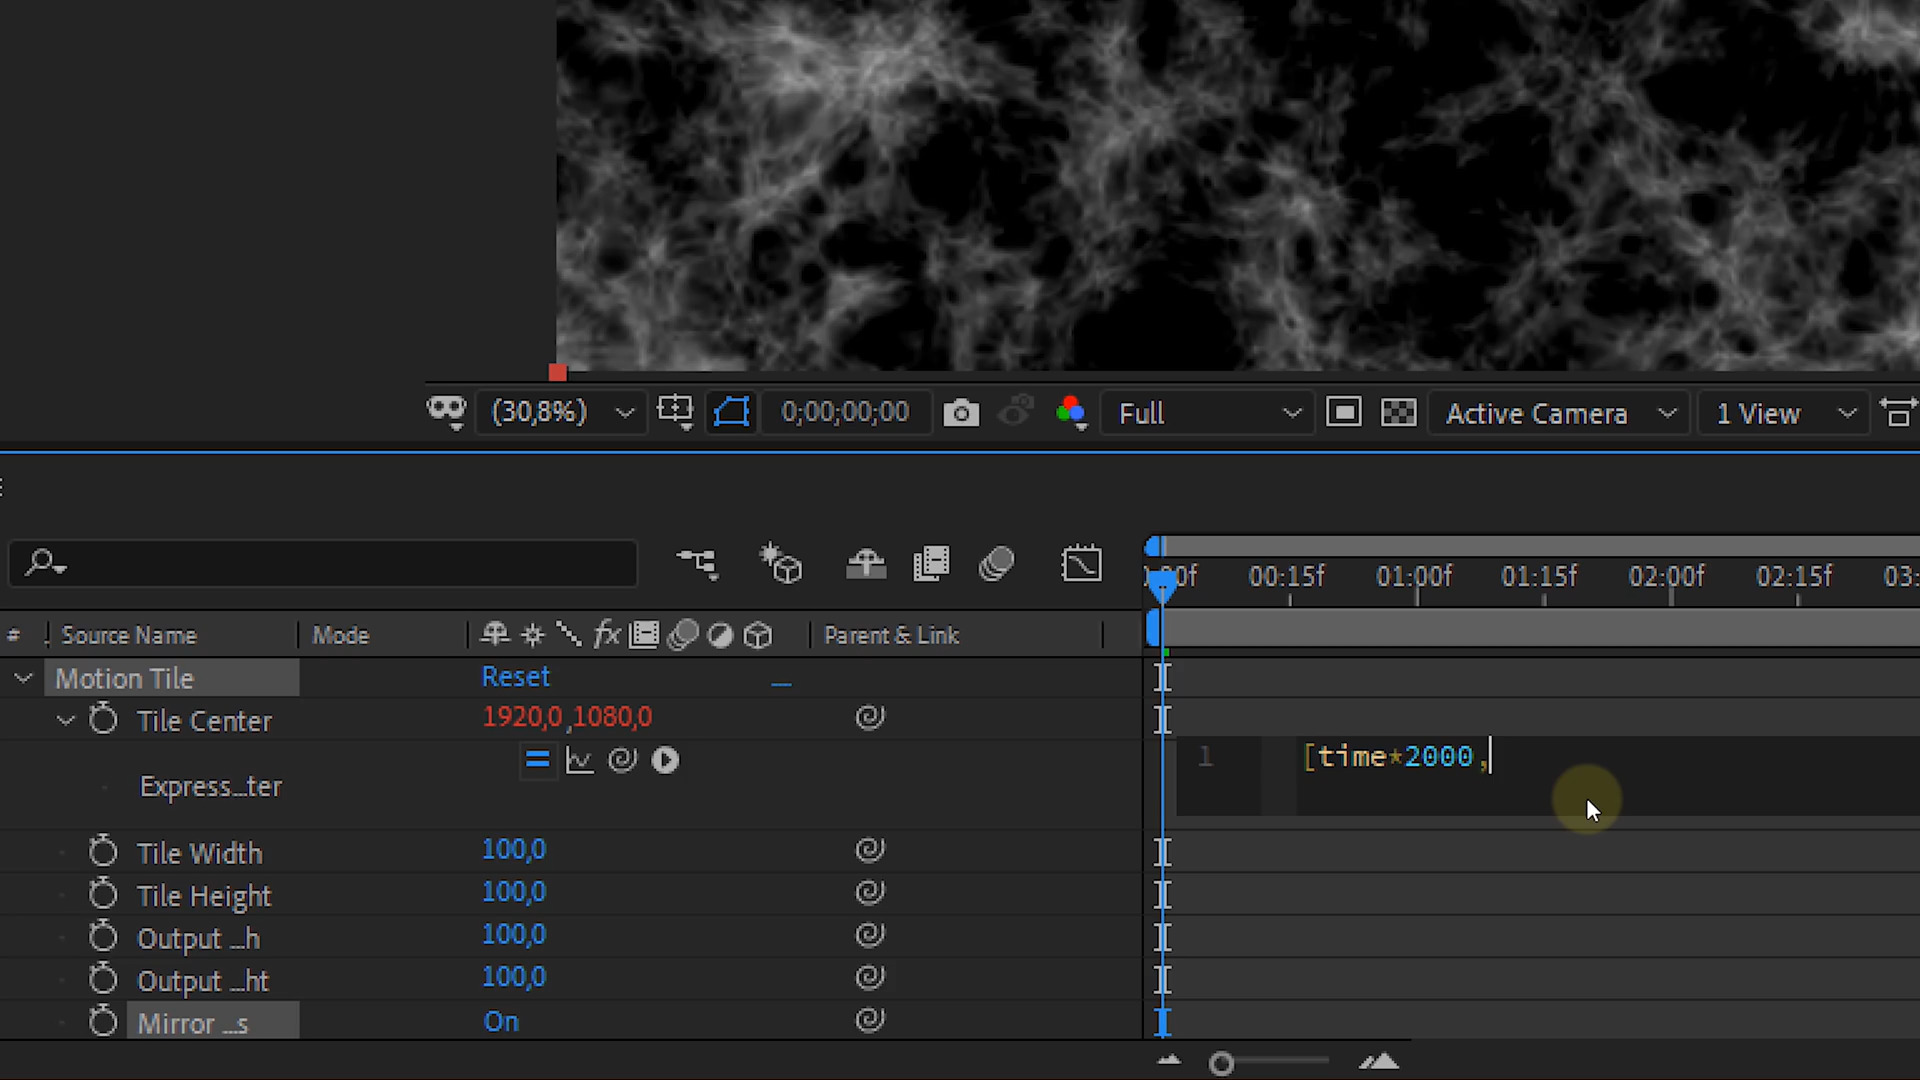 (30,8%)
0;00;00;00
Full
Active Camera
1 View
00f
00:15f
01:00f
01:15f
02:00f
02:15f
03:
#
Source Name
Mode
fx
Parent & Link
Motion Tile
Reset
Tile Center
1920,0,1080,0
1
[time*2000,
Express...ter
Tile Width
100,0
Tile Height
100,0
Output ...h
100,0
Output ...ht
100,0
Mirror ...s
On